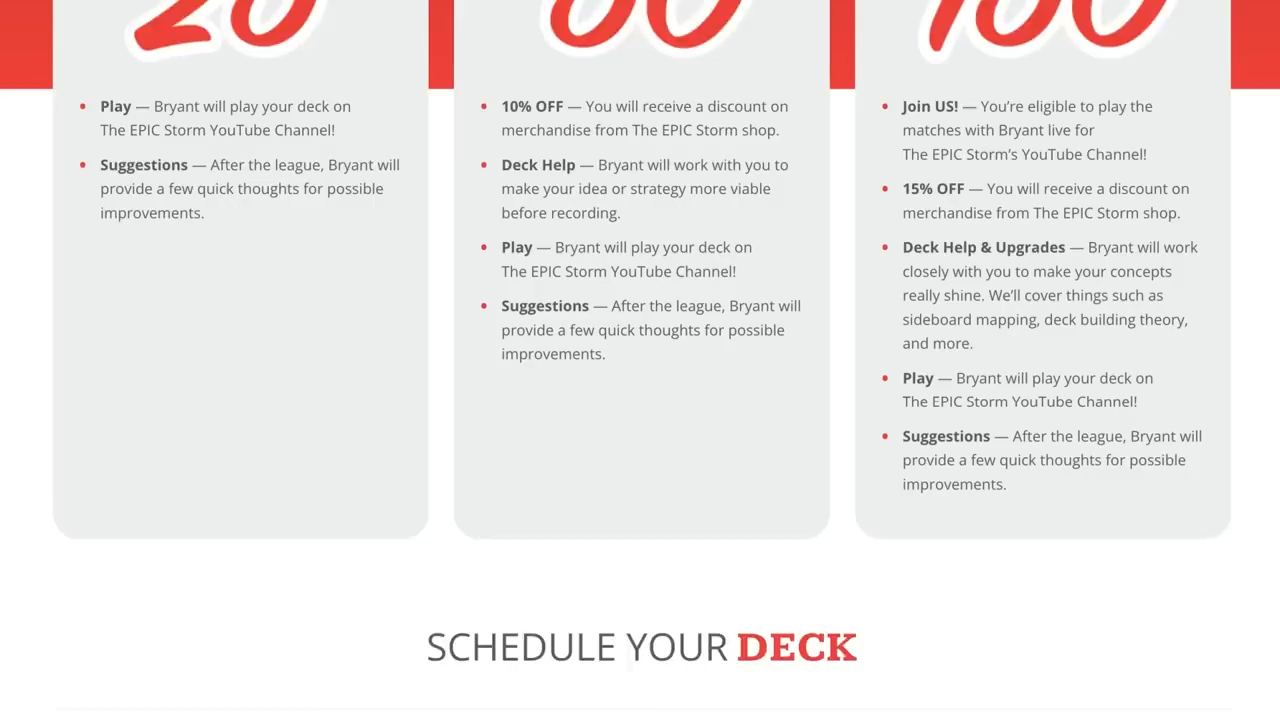 Play — Bryant will play your deck on
The EPIC Storm YouTube Channel!
Suggestions — After the league, Bryant will
provide a few quick thoughts for possible
improvements.
10% OFF — You will receive a discount on
merchandise from The EPIC Storm shop.
Deck Help — Bryant will work with you to
make your idea or strategy more viable
before recording.
Play — Bryant will play your deck on
The EPIC Storm YouTube Channel!
Suggestions — After the league, Bryant will
provide a few quick thoughts for possible
improvements.
Join US! — You’re eligible to play the
matches with Bryant live for
The EPIC Storm’s YouTube Channel!
15% OFF — You will receive a discount on
merchandise from The EPIC Storm shop.
Deck Help & Upgrades — Bryant will work
closely with you to make your concepts
really shine. We’ll cover things such as
sideboard mapping, deck building theory,
and more.
Play — Bryant will play your deck on
The EPIC Storm YouTube Channel!
Suggestions — After the league, Bryant will
provide a few quick thoughts for possible
improvements.
SCHEDULE YOUR DECK